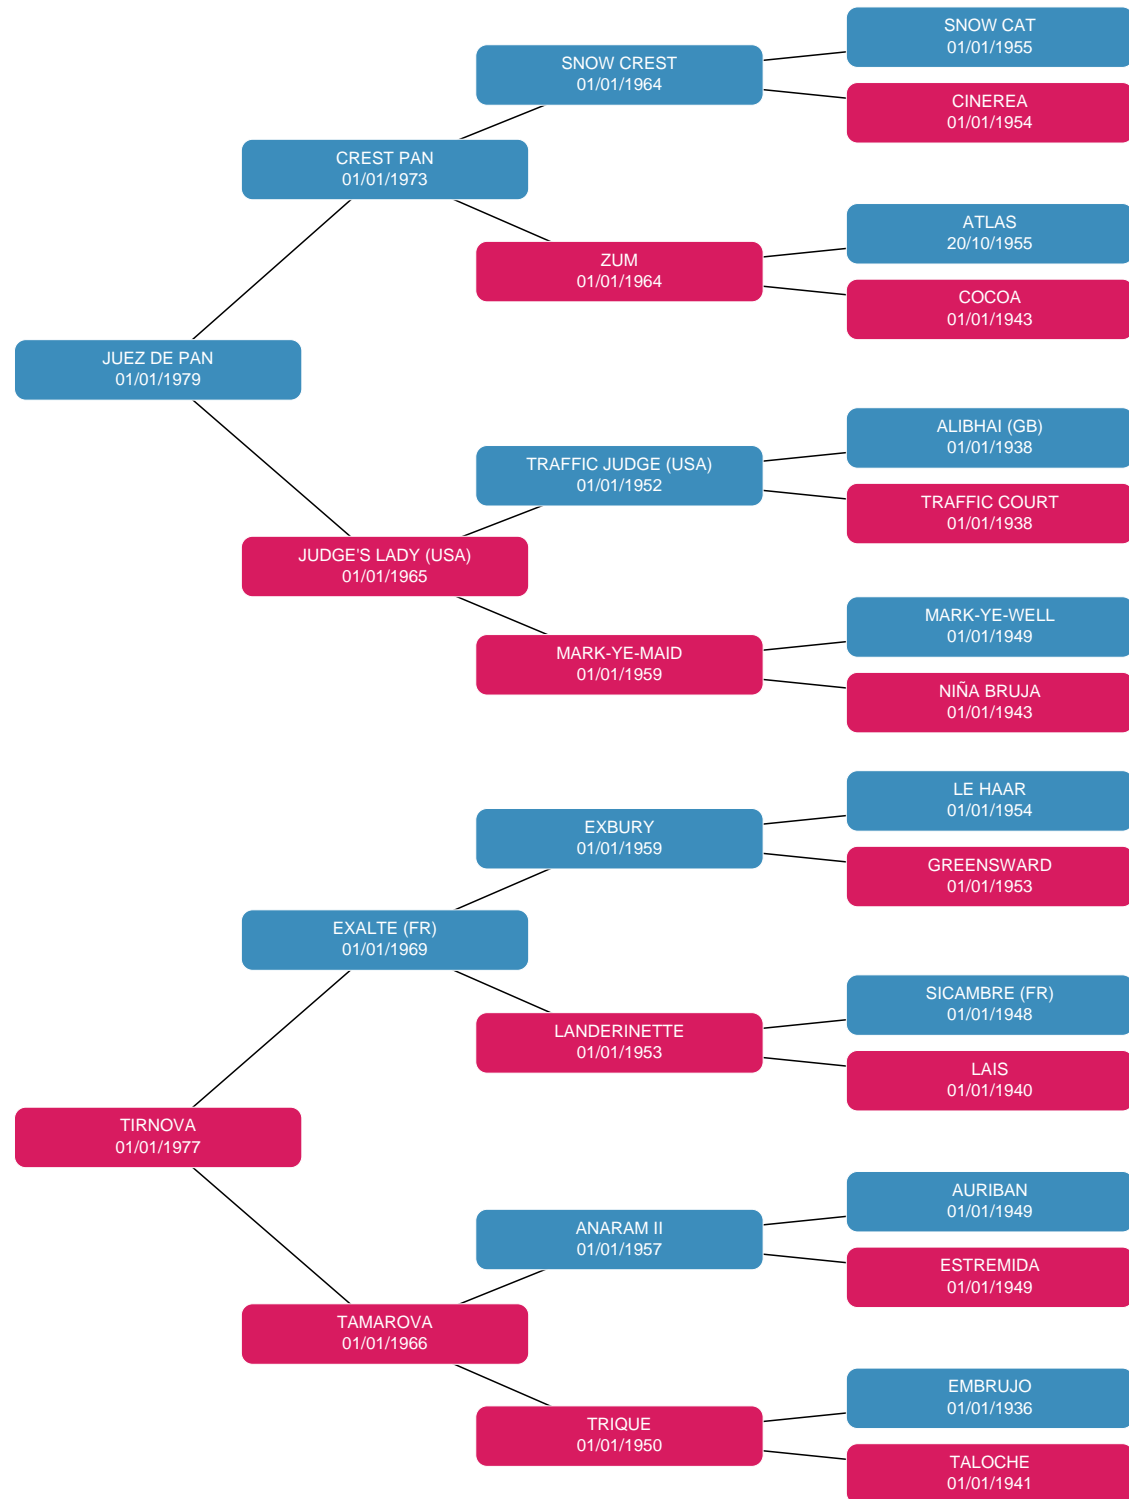 SNOW CAT
01/01/1955
SNOW CREST
01/01/1964
CINEREA
01/01/1954
CREST PAN
01/01/1973
ATLAS
20/10/1955
ZUM
01/01/1964
COCOA
01/01/1943
JUEZ DE PAN
01/01/1979
ALIBHAI (GB)
01/01/1938
TRAFFIC JUDGE (USA)
01/01/1952
TRAFFIC COURT
01/01/1938
JUDGE'S LADY (USA)
01/01/1965
MARK-YE-WELL
01/01/1949
MARK-YE-MAID
01/01/1959
NIÑA BRUJA
01/01/1943
LE HAAR
01/01/1954
EXBURY
01/01/1959
GREENSWARD
01/01/1953
EXALTE (FR)
01/01/1969
SICAMBRE (FR)
01/01/1948
LANDERINETTE
01/01/1953
LAIS
01/01/1940
TIRNOVA
01/01/1977
AURIBAN
01/01/1949
ANARAM II
01/01/1957
ESTREMIDA
01/01/1949
TAMAROVA
01/01/1966
EMBRUJO
01/01/1936
TRIQUE
01/01/1950
TALOCHE
01/01/1941